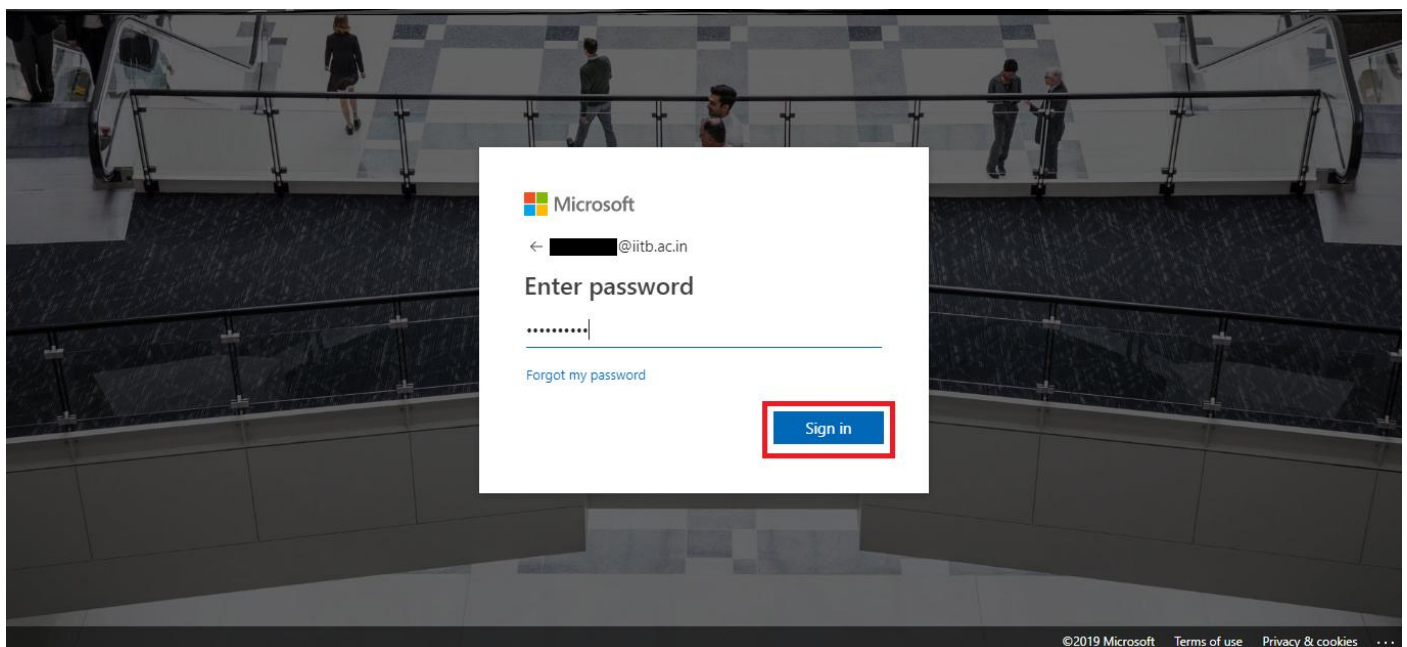 Microsoft
← @iitb.ac.in
Enter password
••••••••••
Forgot my password
Sign in
©2019 Microsoft Terms of use Privacy & cookies ...